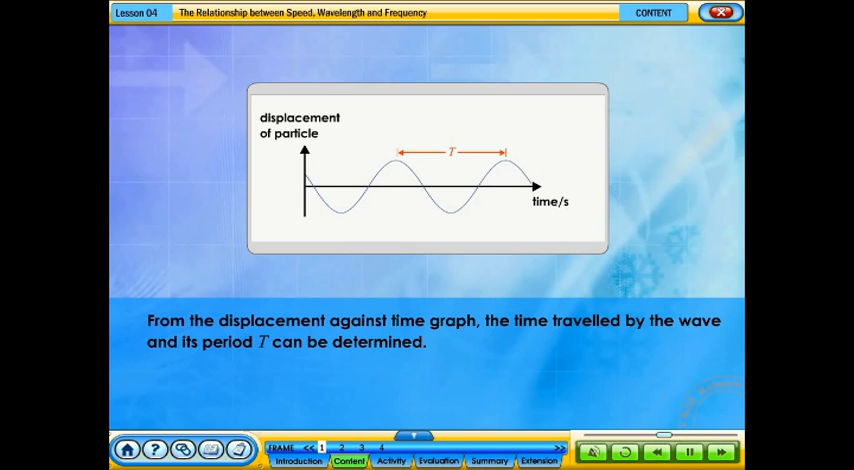 Lesson 04 The Relationship between Speed, Wavelength and Frequency CONTENT
displacement
of particle
T
time/s
From the displacement against time graph, the time travelled by the wave
and its period T can be determined.
FRAME << 1 2 3 4 >>
Introduction Content Activity Evaluation Summary Extension